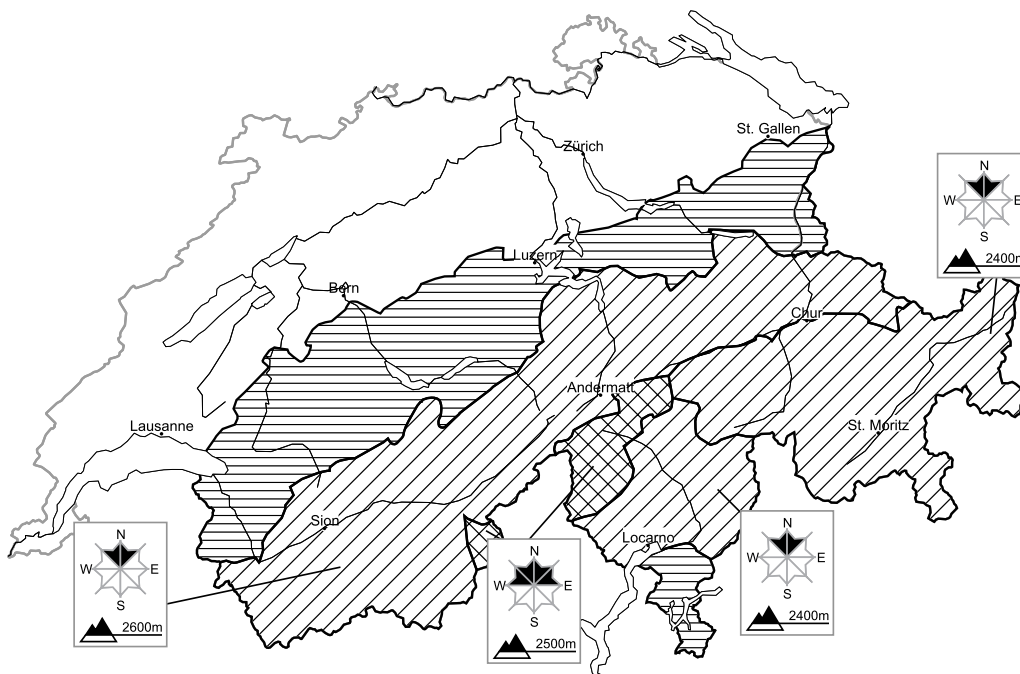 St. Gallen
Zürich
N
W E
S
2400m
Luzern
Bern
Chur
Andermatt
Lausanne
St. Moritz
Sion
Locarno
N
W E
S
2600m
N
W E
S
2500m
N
W E
S
2400m